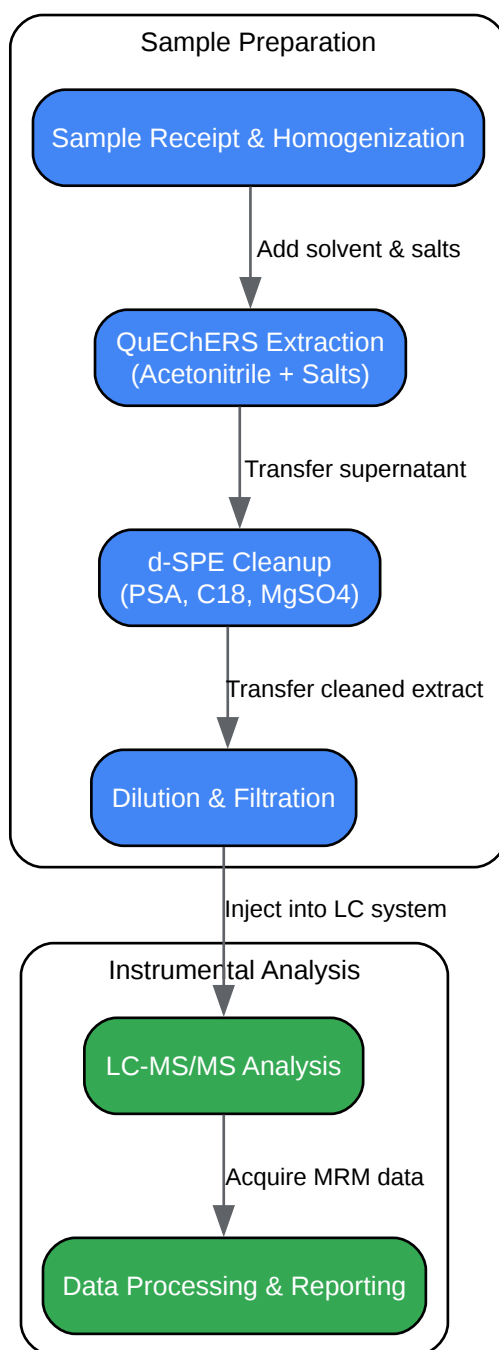 Sample Preparation
Sample Receipt & Homogenization
Add solvent & salts
QuEChERS Extraction
(Acetonitrile + Salts)
Transfer supernatant
d-SPE Cleanup
(PSA, C18, MgSO4)
Transfer cleaned extract
Dilution & Filtration
Inject into LC system
Instrumental Analysis
LC-MS/MS Analysis
Acquire MRM data
Data Processing & Reporting